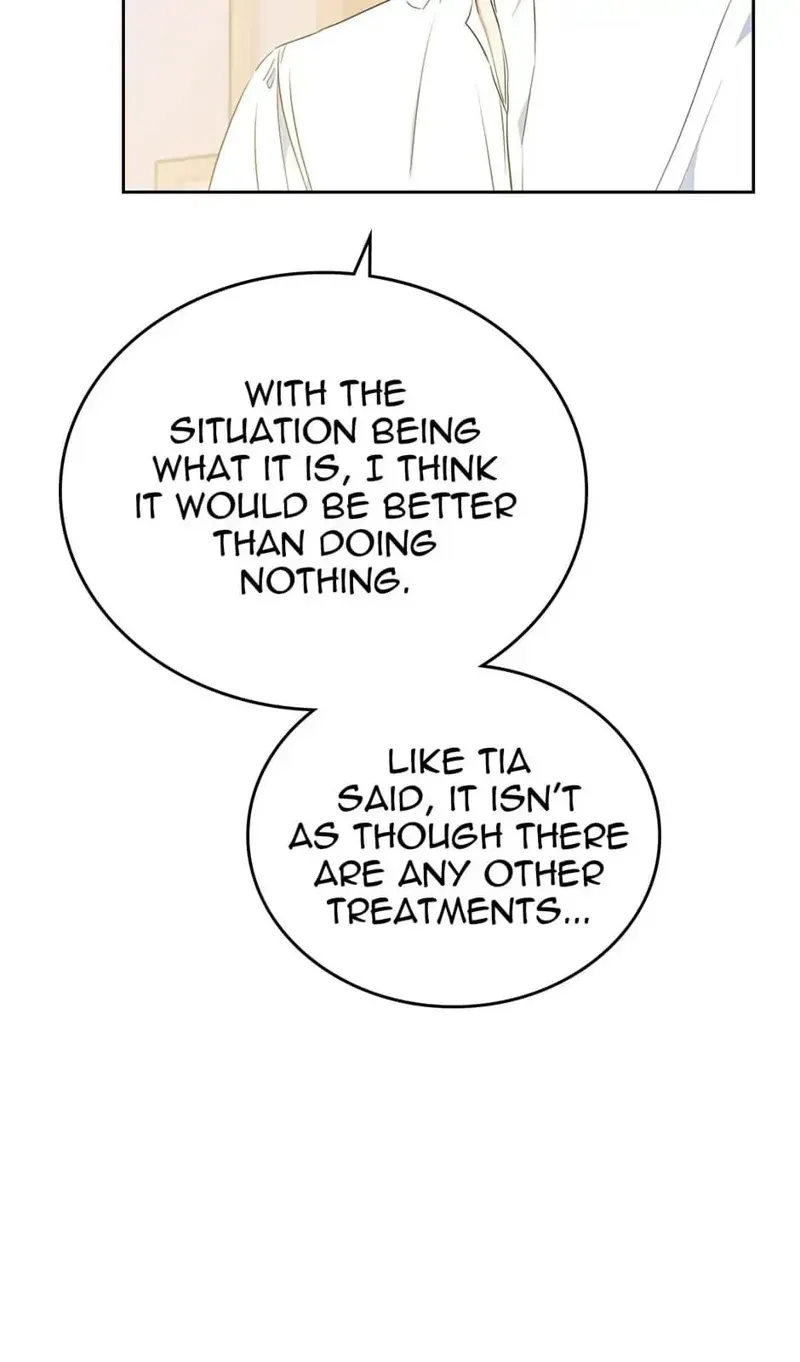 WITH THE
SITUATION BEING
WHAT IT IS, I THINK
IT WOULD BE BETTER
THAN DOING
NOTHING.
LIKE TIA
SAID, IT ISN'T
AS THOUGH THERE
ARE ANY OTHER
TREATMENTS...